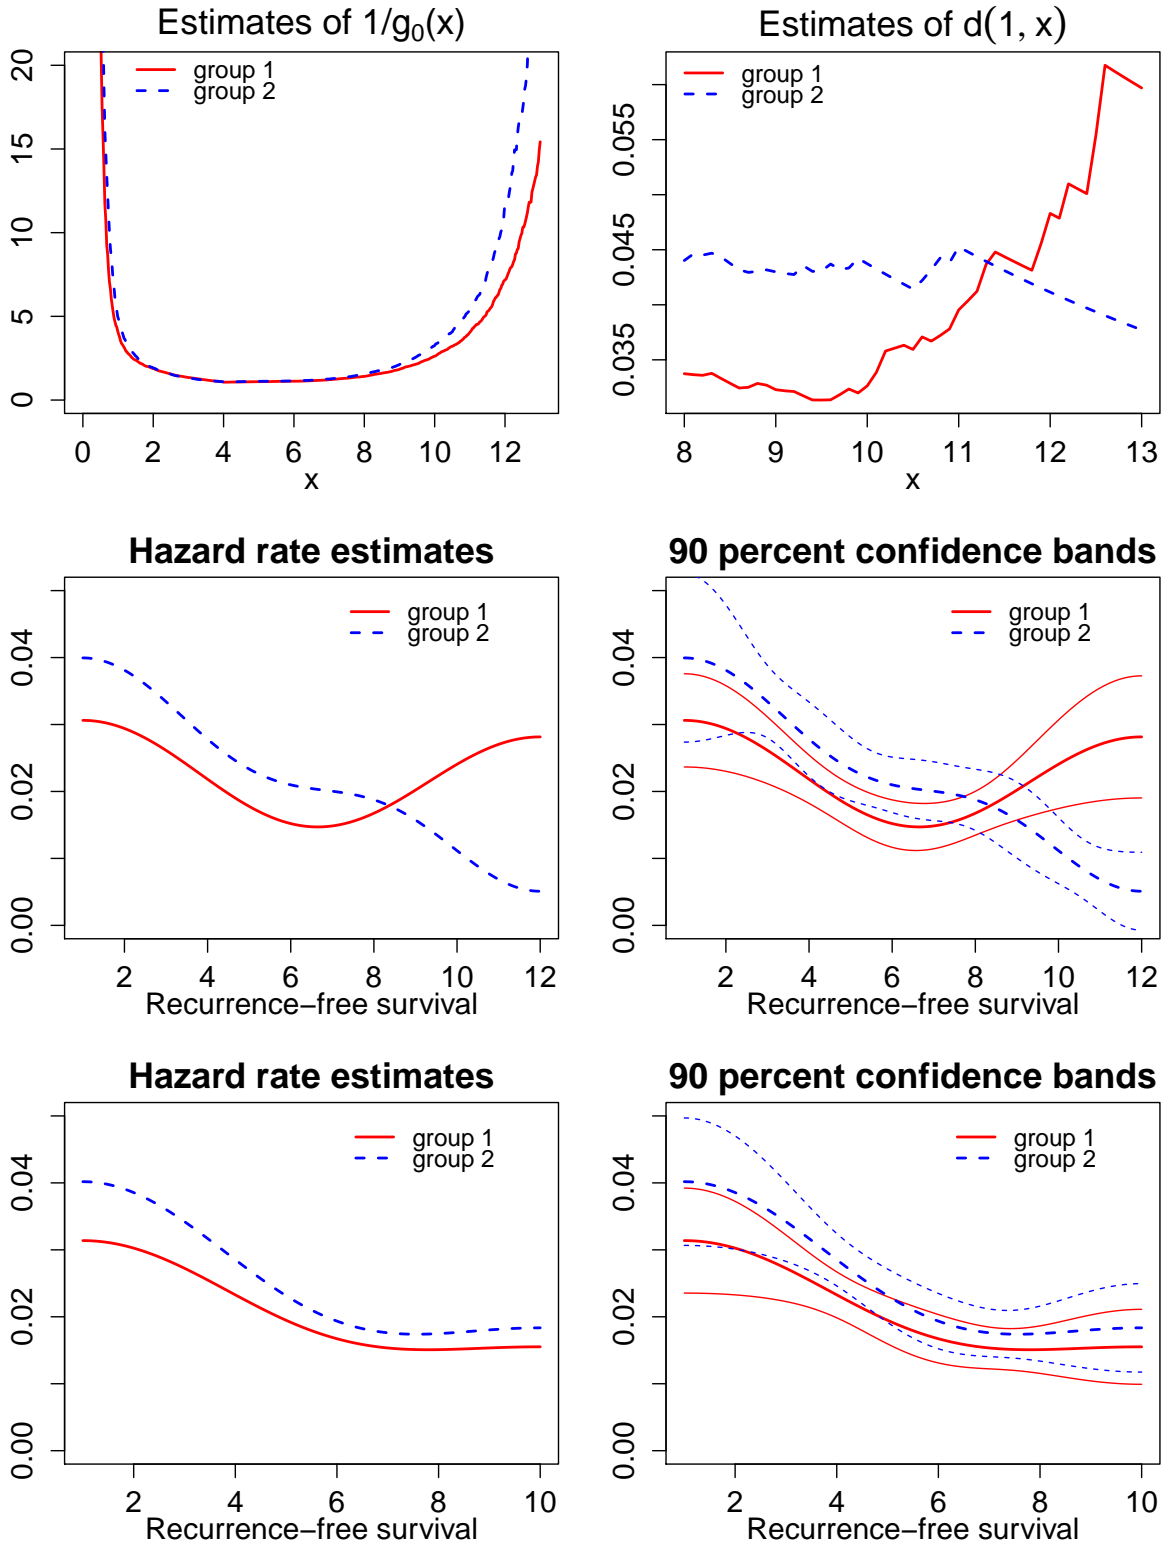 Estimates of 1/g₀(x)
group 1
group 2
0 5 10 15 20
0 2 4 6 8 10 12
x
Estimates of d(1, x)
group 1
group 2
0.035 0.045 0.055
8 9 10 11 12 13
x
Hazard rate estimates
group 1
group 2
0.00 0.02 0.04
2 4 6 8 10 12
Recurrence−free survival
90 percent confidence bands
group 1
group 2
0.00 0.02 0.04
2 4 6 8 10 12
Recurrence−free survival
Hazard rate estimates
group 1
group 2
0.00 0.02 0.04
2 4 6 8 10
Recurrence−free survival
90 percent confidence bands
group 1
group 2
0.00 0.02 0.04
2 4 6 8 10
Recurrence−free survival